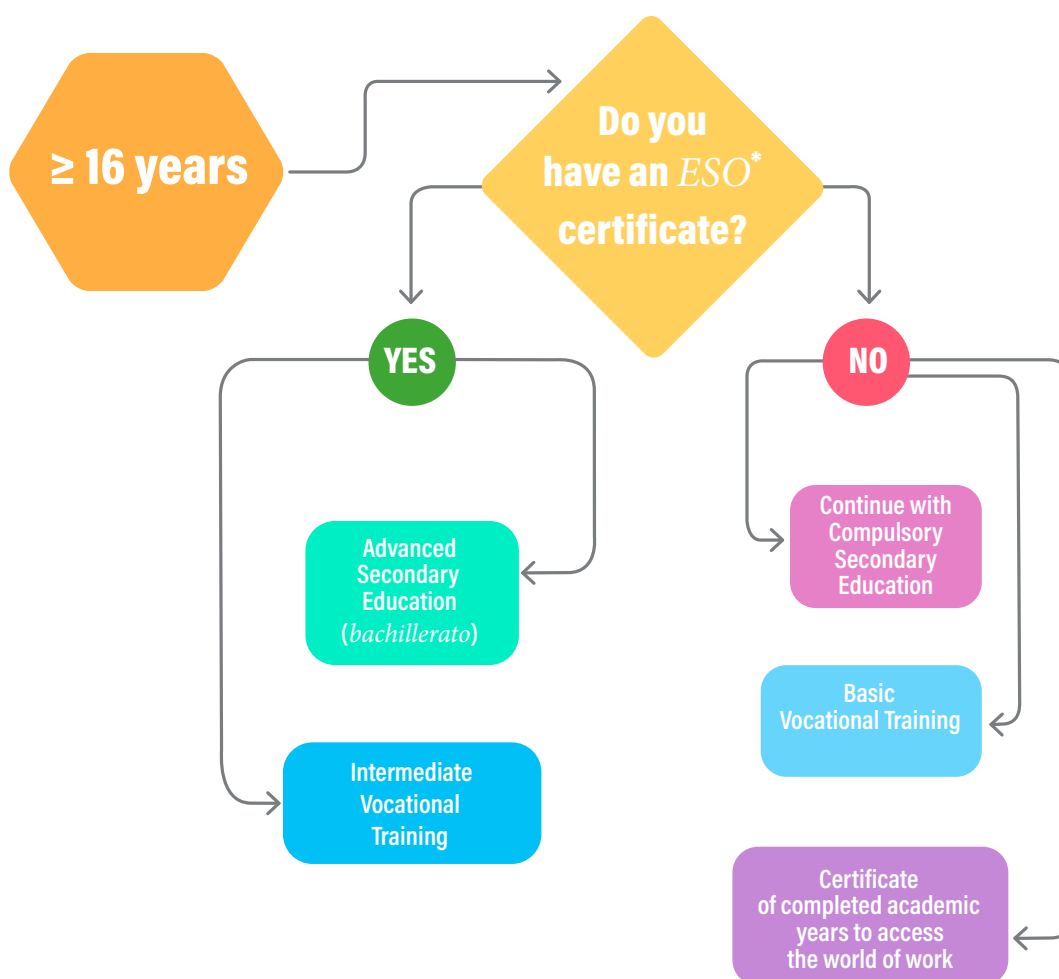 ≥ 16 years
Do you
have an ESO*
certificate?
YES
NO
Advanced
Secondary
Education
(bachillerato)
Intermediate
Vocational
Training
Continue with
Compulsory
Secondary
Education
Basic
Vocational Training
Certificate
of completed academic
years to access
the world of work